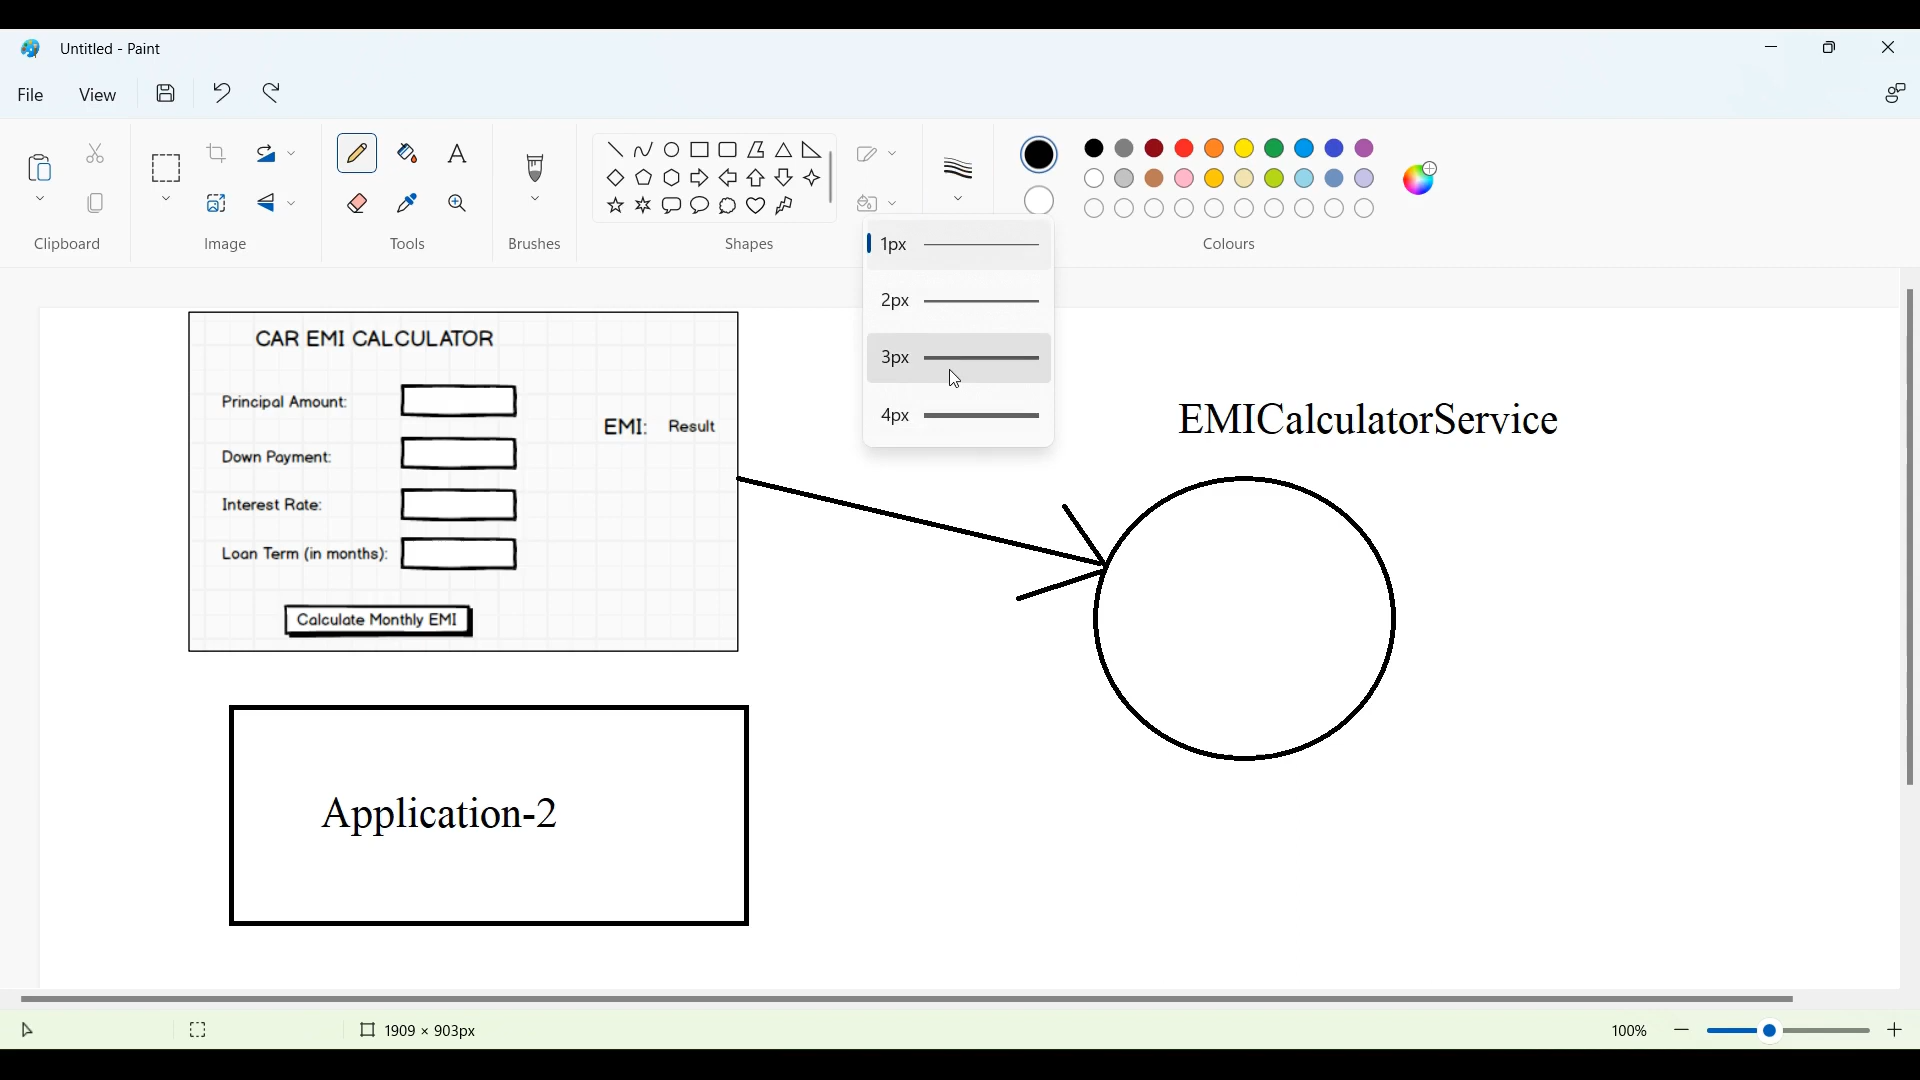 Untitled - Paint
File View
Clipboard Image Tools Brushes Shapes Colours
1px
2px
3px
4px
CAR EMI CALCULATOR
Principal Amount:
EMI: Result
Down Payment:
Interest Rate:
Loan Term (in months):
Calculate Monthly EMI
EMICalculatorService
Application-2
1909 × 903px
100%